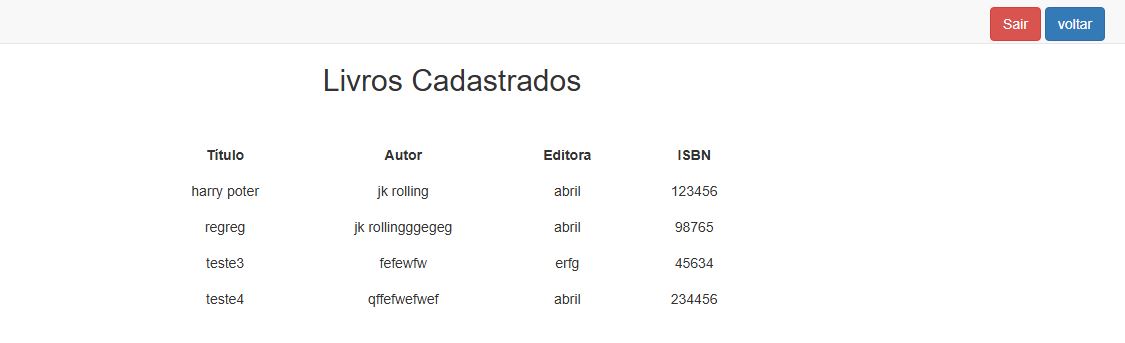 Sair voltar
Livros Cadastrados
Título Autor Editora ISBN
harry poter jk rolling abril 123456
regreg jk rollingggegeg abril 98765
teste3 fefewfw erfg 45634
teste4 qffefwefwef abril 234456